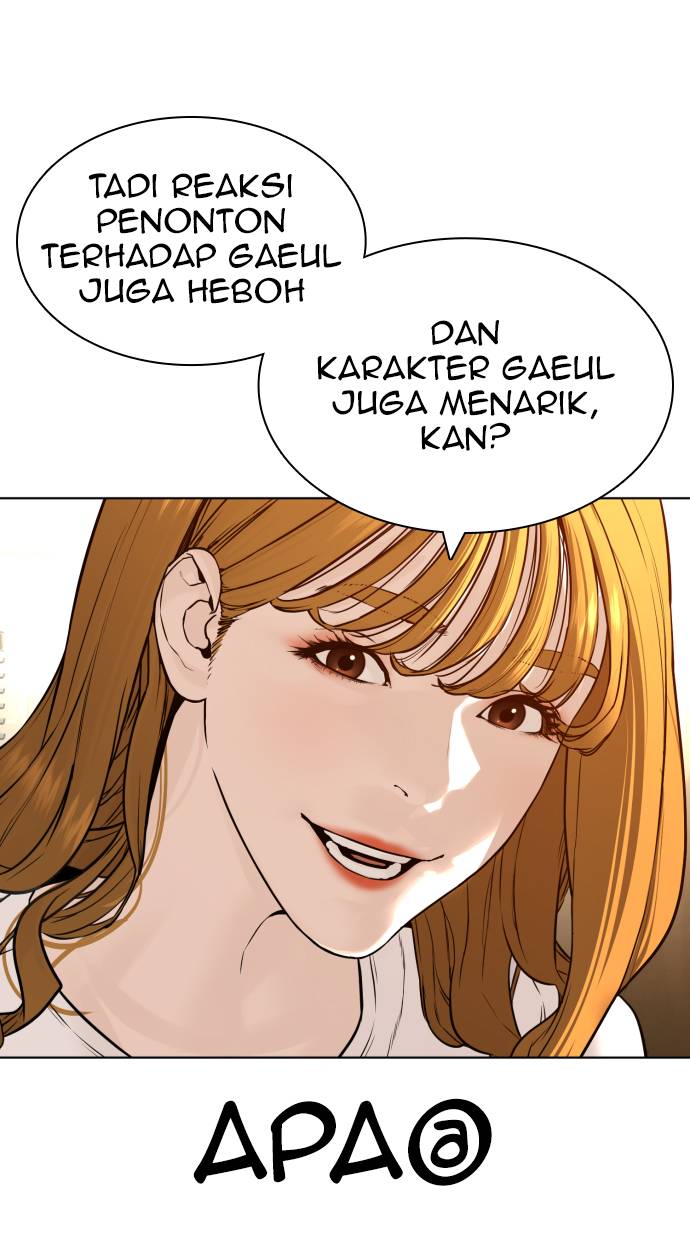 TADI REAKSI
PENONTON
TERHADAP GAEUL
JUGA HEBOH
DAN
KARAKTER GAEUL
JUGA MENARIK,
KAN?
APA@